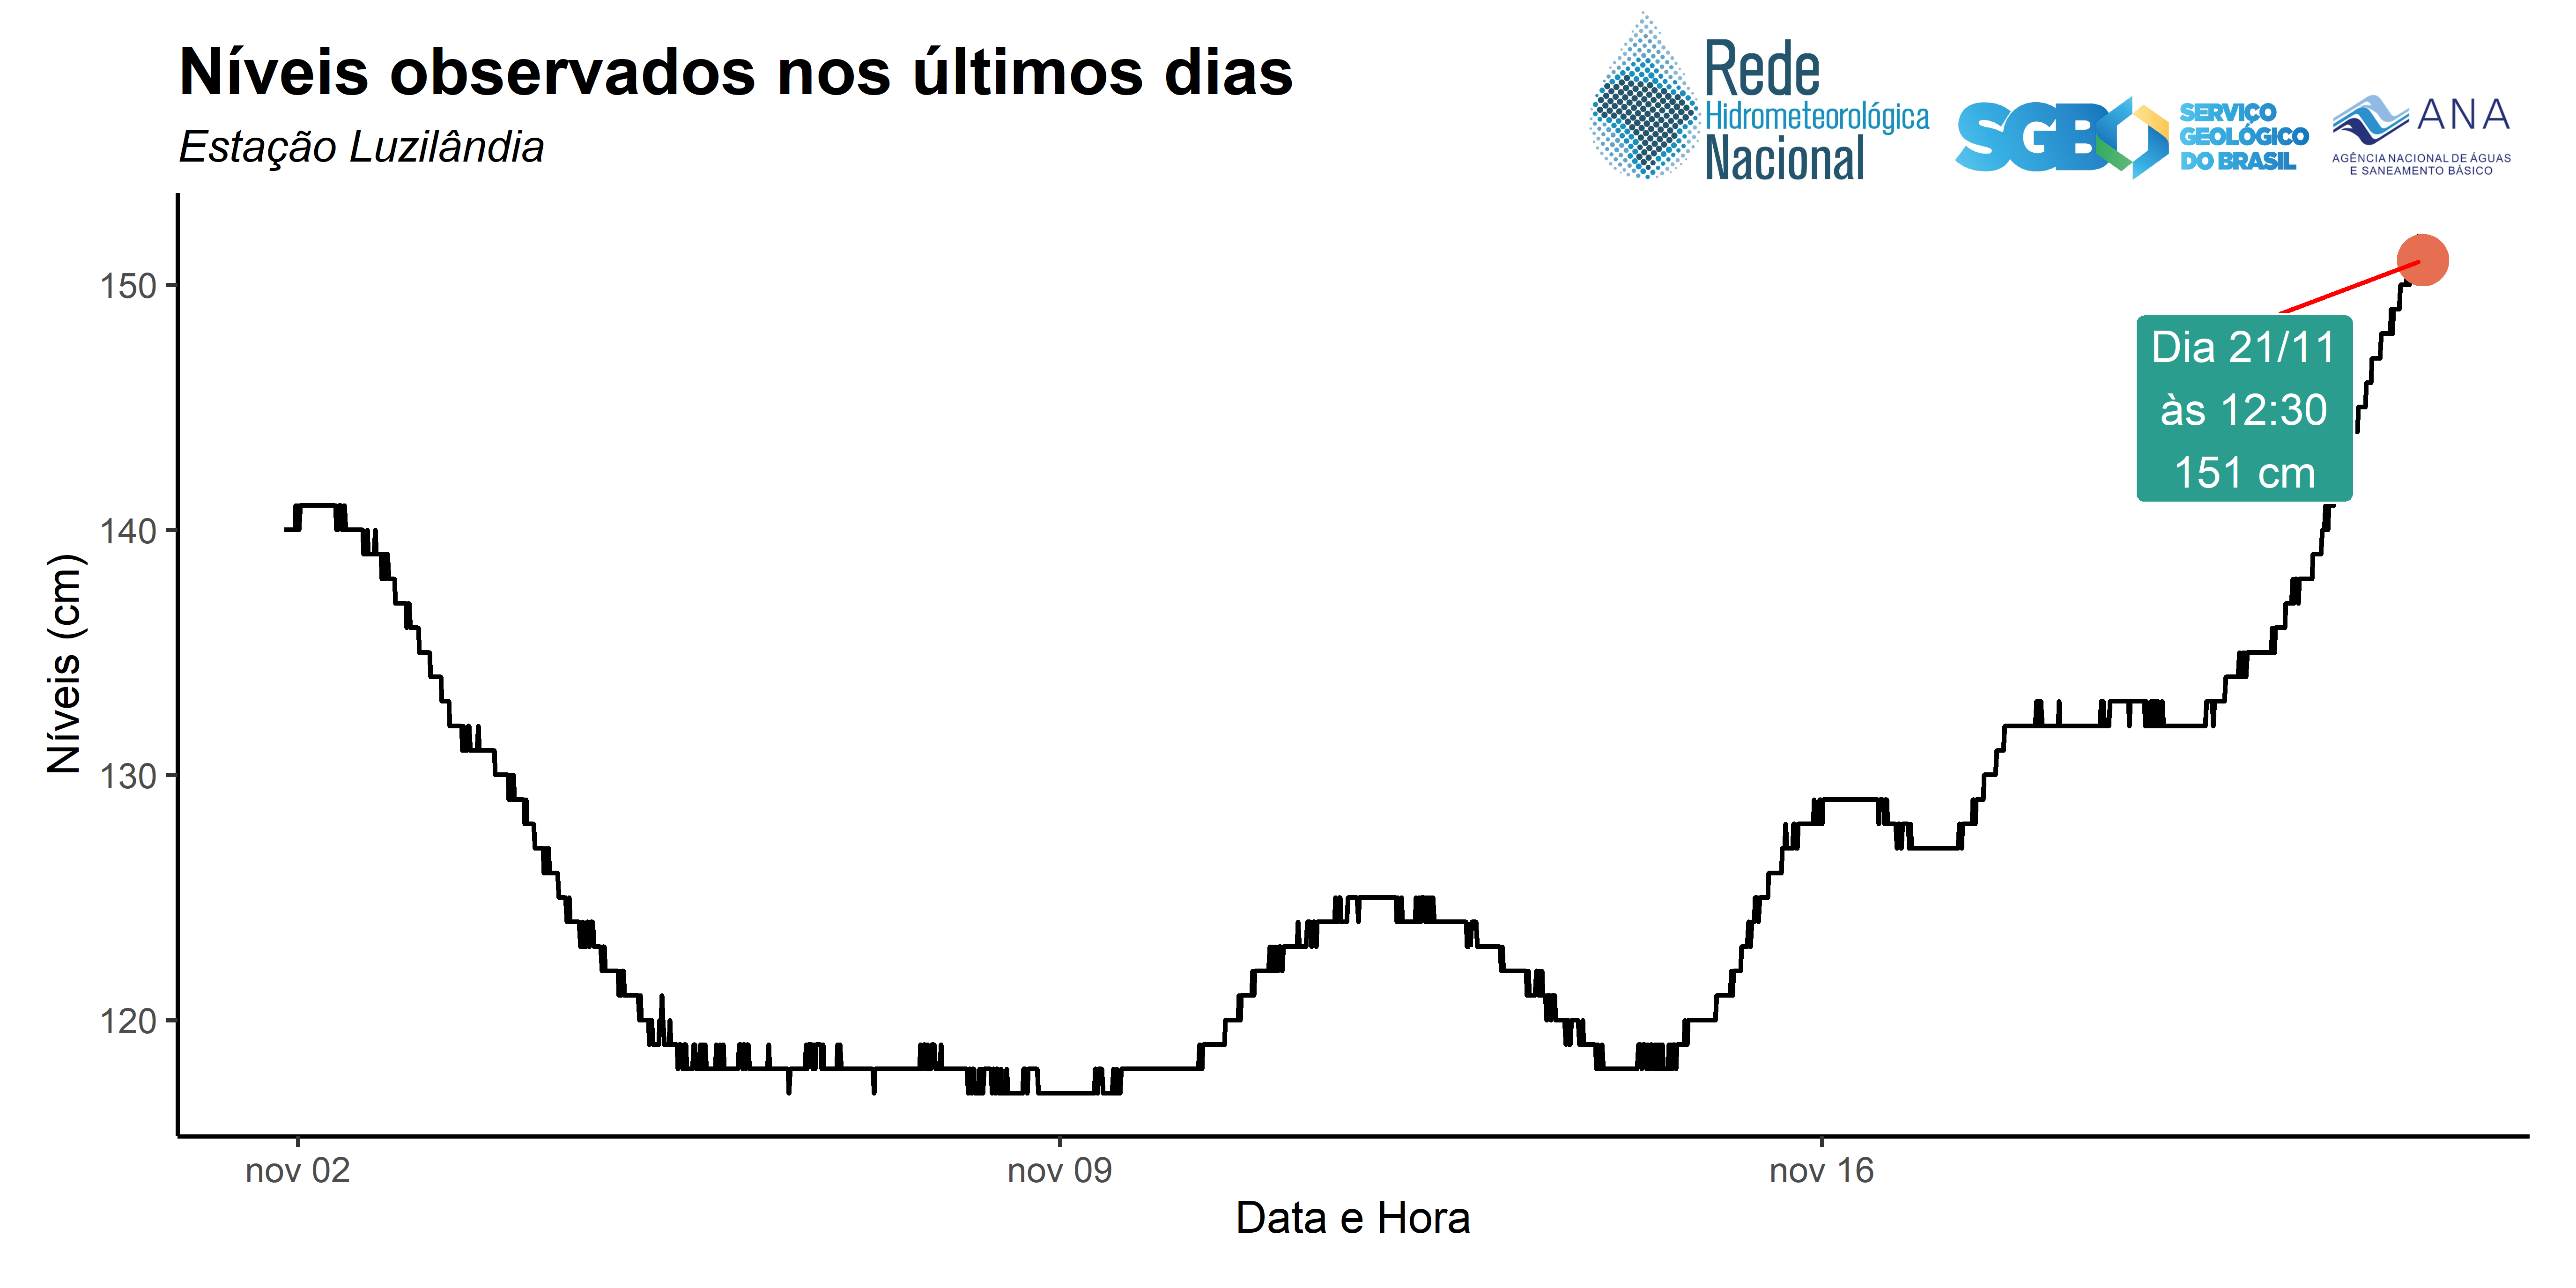 Níveis observados nos últimos dias
Estação Luzilândia
Rede
Hidrometeorológica
Nacional
SGB
SERVIÇO
GEOLÓGICO
DO BRASIL
ANA
AGÊNCIA NACIONAL DE ÁGUAS
E SANEAMENTO BÁSICO
Níveis (cm)
150
140
130
120
Dia 21/11
às 12:30
151 cm
nov 02
nov 09
nov 16
Data e Hora